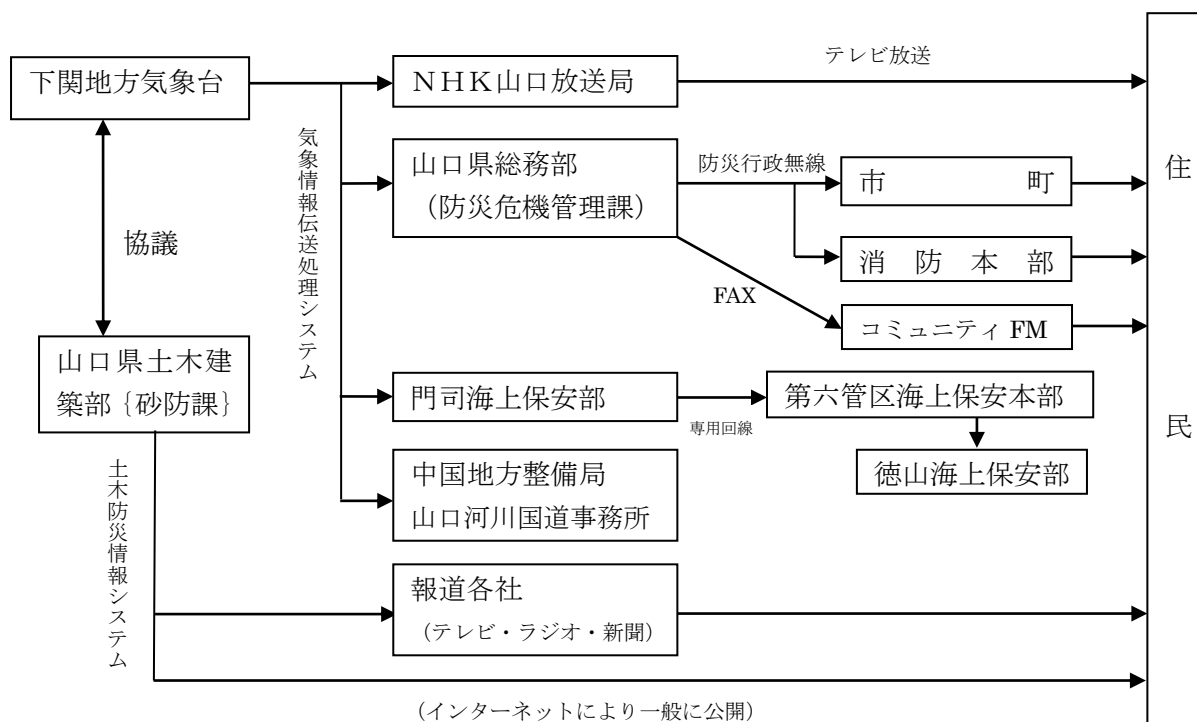 テレビ放送
下関地方気象台
NHK山口放送局
気象情報伝送処理システム
山口県総務部
（防災危機管理課）
防災行政無線
市　　　町
住
民
協議
消　防　本　部
FAX
コミュニティ FM
山口県土木建
築部｛砂防課｝
門司海上保安部
専用回線
第六管区海上保安本部
徳山海上保安部
中国地方整備局
山口河川国道事務所
土木防災情報システム
報道各社
（テレビ・ラジオ・新聞）
（インターネットにより一般に公開）